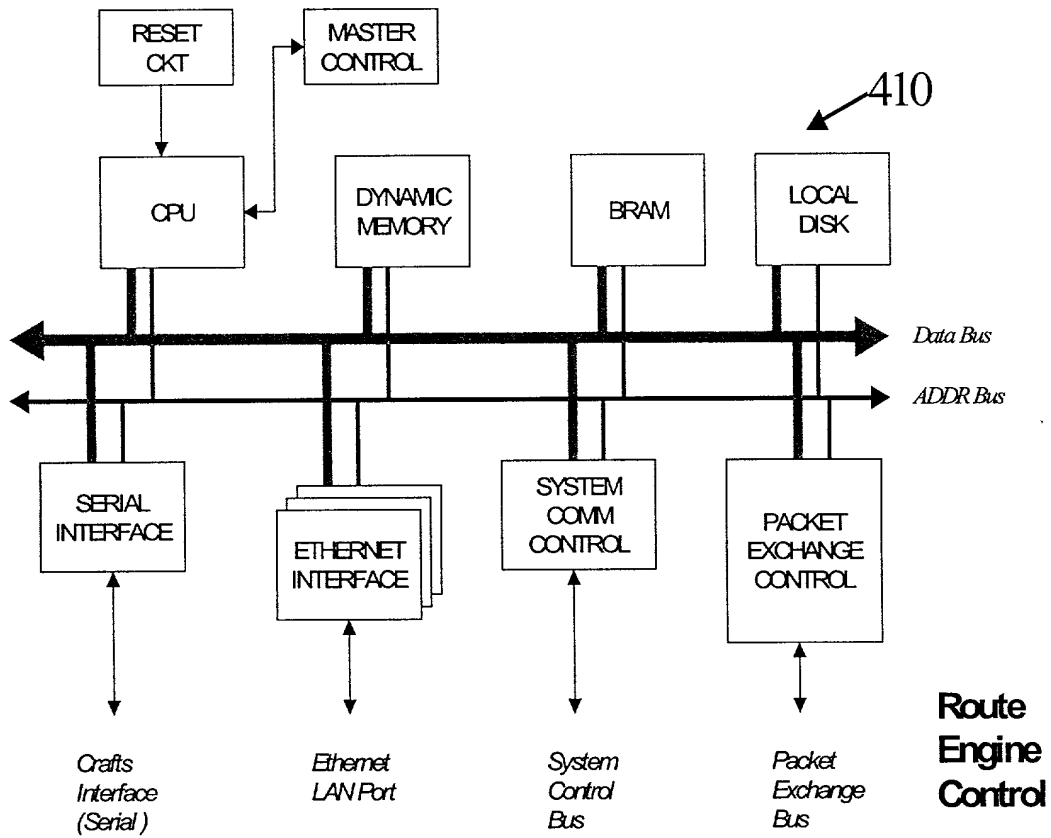 RESET
CKT
MASTER
CONTROL
410
CPU
DYNAMIC
MEMORY
BRAM
LOCAL
DISK
Data Bus
ADDR Bus
SERIAL
INTERFACE
ETHERNET
INTERFACE
SYSTEM
COMM
CONTROL
PACKET
EXCHANGE
CONTROL
Crafts
Interface
(Serial)
Ethernet
LAN Port
System
Control
Bus
Packet
Exchange
Bus
Route
Engine
Control